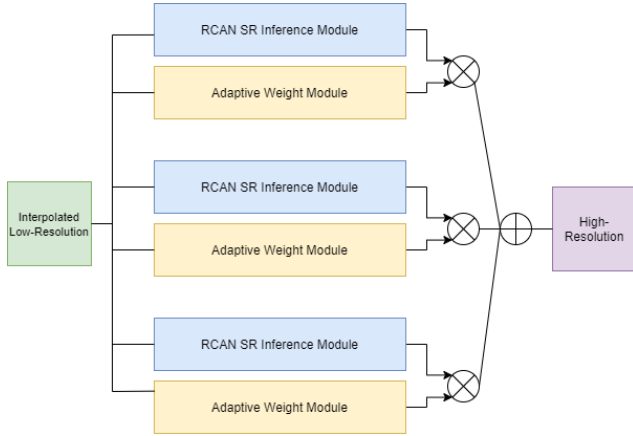 RCAN SR Inference Module
Adaptive Weight Module
RCAN SR Inference Module
Interpolated
Low-Resolution
High-
Resolution
Adaptive Weight Module
RCAN SR Inference Module
Adaptive Weight Module